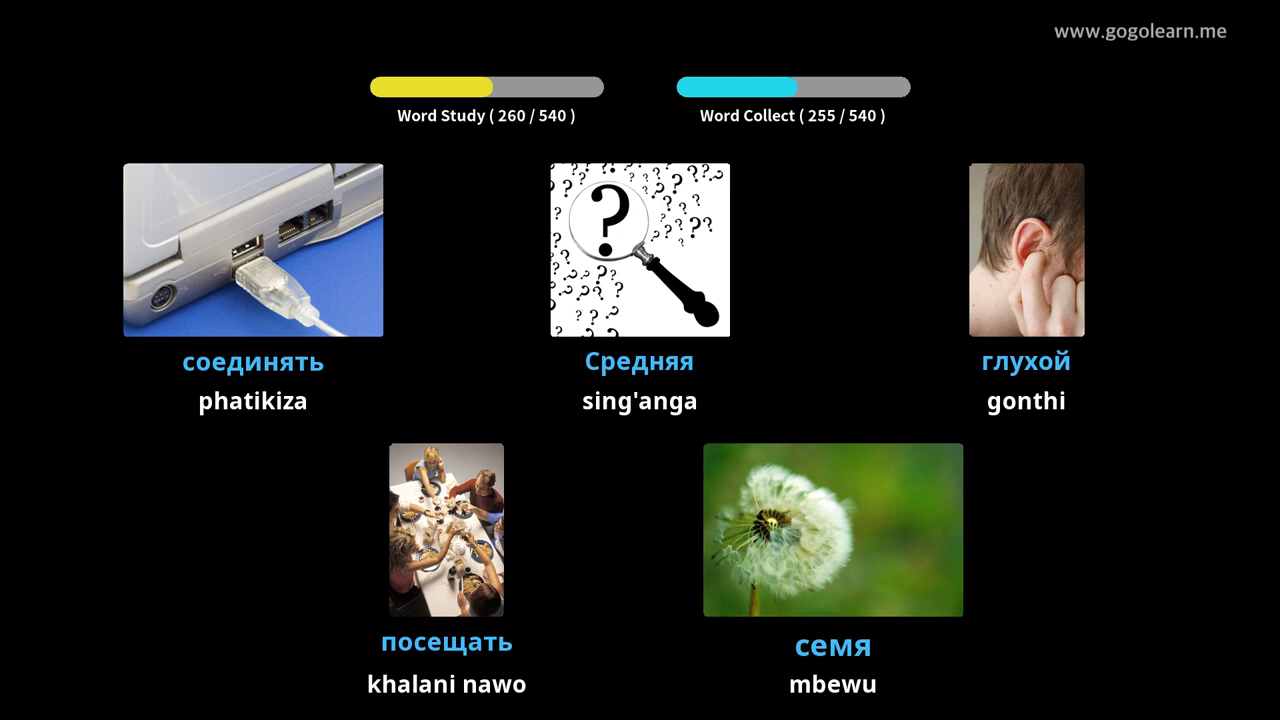 www.gogolearn.me
Word Study ( 260 / 540 )
Word Collect ( 255 / 540 )
соединять
Средняя
глухой
phatikiza
sing'anga
gonthi
посещать
семя
khalani nawo
mbewu